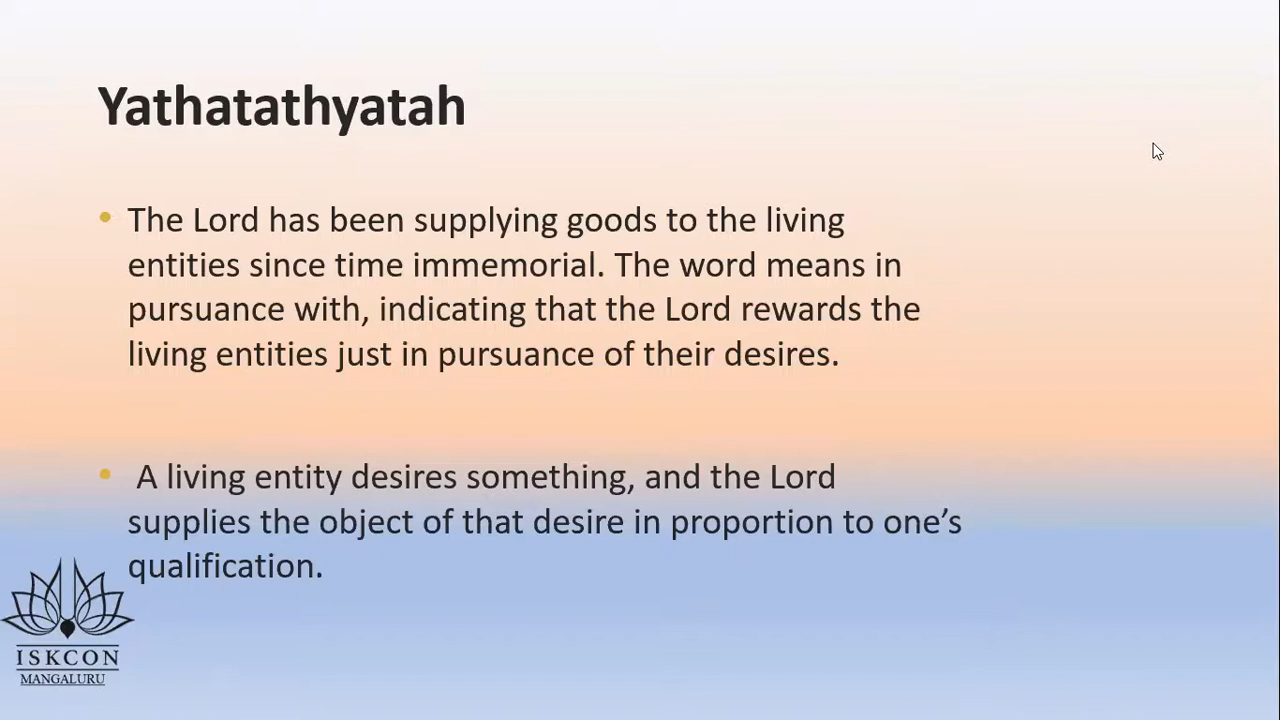 Yathatathyatah
• The Lord has been supplying goods to the living
entities since time immemorial. The word means in
pursuance with, indicating that the Lord rewards the
living entities just in pursuance of their desires.
• A living entity desires something, and the Lord
supplies the object of that desire in proportion to one’s
qualification.
ISKCON
MANGALURU